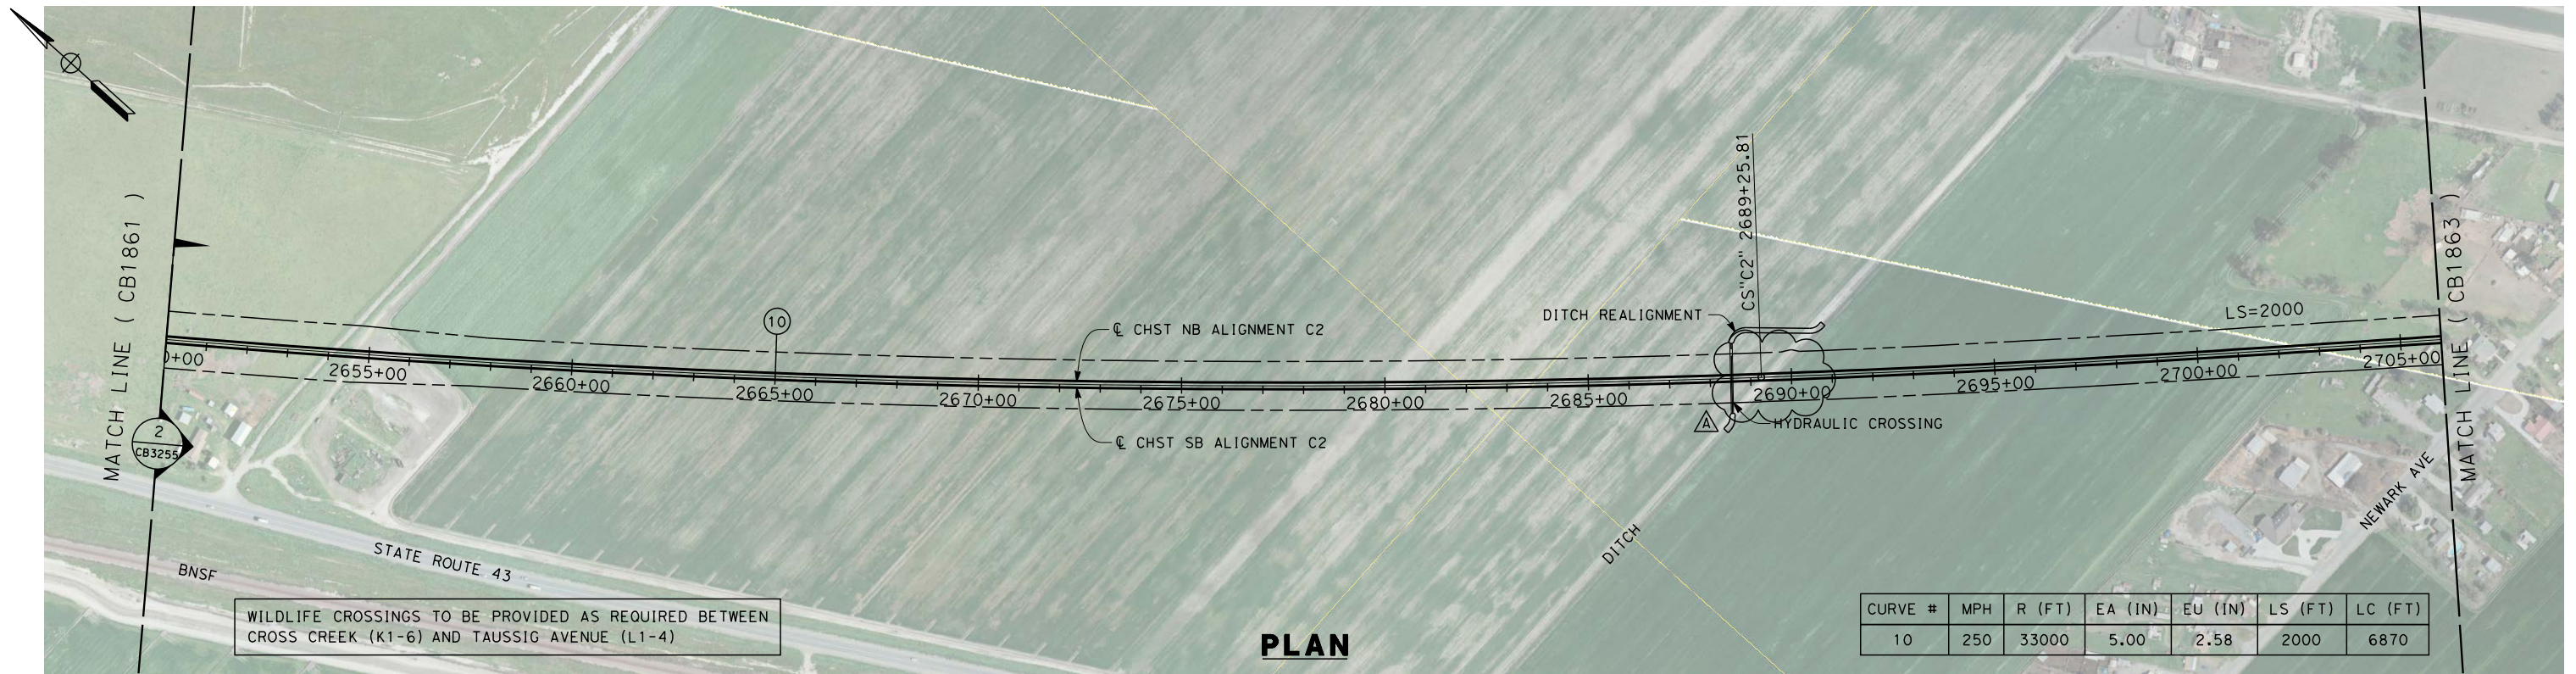 MATCH LINE ( CB1861 )
CS"C2" 2689+25.81
MATCH LINE ( CB1863 )
10
DITCH REALIGNMENT
LS=2000
℄ CHST NB ALIGNMENT C2
0+00
2655+00
2660+00
2665+00
2670+00
2675+00
2680+00
2685+00
2690+00
2695+00
2700+00
2705+00
A
HYDRAULIC CROSSING
2
CB3255
℄ CHST SB ALIGNMENT C2
NEWARK AVE
DITCH
STATE ROUTE 43
BNSF
WILDLIFE CROSSINGS TO BE PROVIDED AS REQUIRED BETWEEN
CROSS CREEK (K1-6) AND TAUSSIG AVENUE (L1-4)
PLAN
CURVE # MPH R (FT) EA (IN) EU (IN) LS (FT) LC (FT)
10 250 33000 5.00 2.58 2000 6870